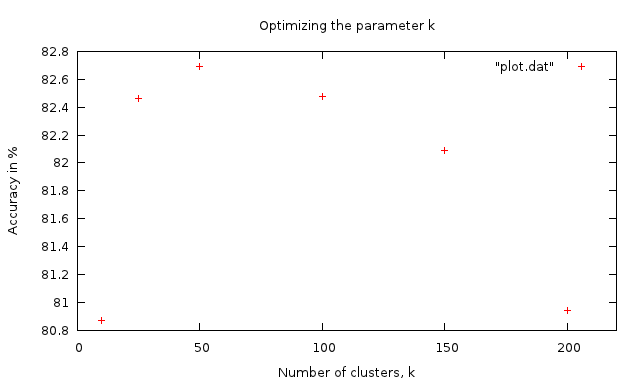 Optimizing the parameter k
82.8
82.6
82.4
82.2
82
81.8
81.6
81.4
81.2
81
80.8
Accuracy in %
"plot.dat"
0 50 100 150 200
Number of clusters, k